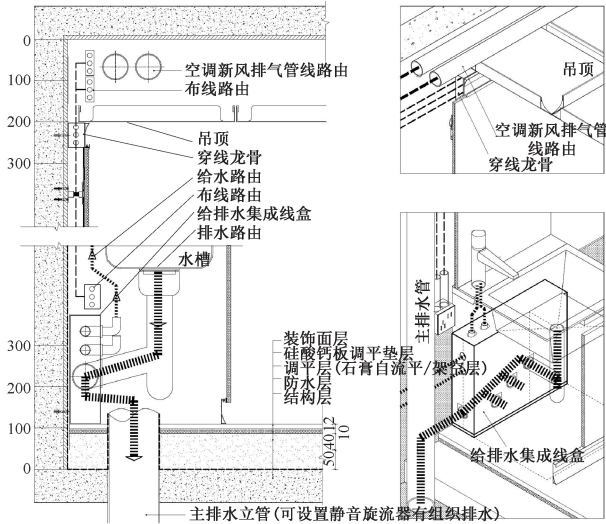 0
100
200
300
空调新风排气管线路由
布线路由
吊顶
穿线龙骨
给水路由
布线路由
给排水集成线盒
排水路由
水槽
300
200
100
0
装饰面层
硅酸钙板调平垫层
调平层(石膏自流平/架空层)
防水层
结构层
50,40,12
10
主排水立管(可设置静音旋流器有组织排水)
吊顶
空调新风排气管
线路由
穿线龙骨
主排水管
给排水集成线盒